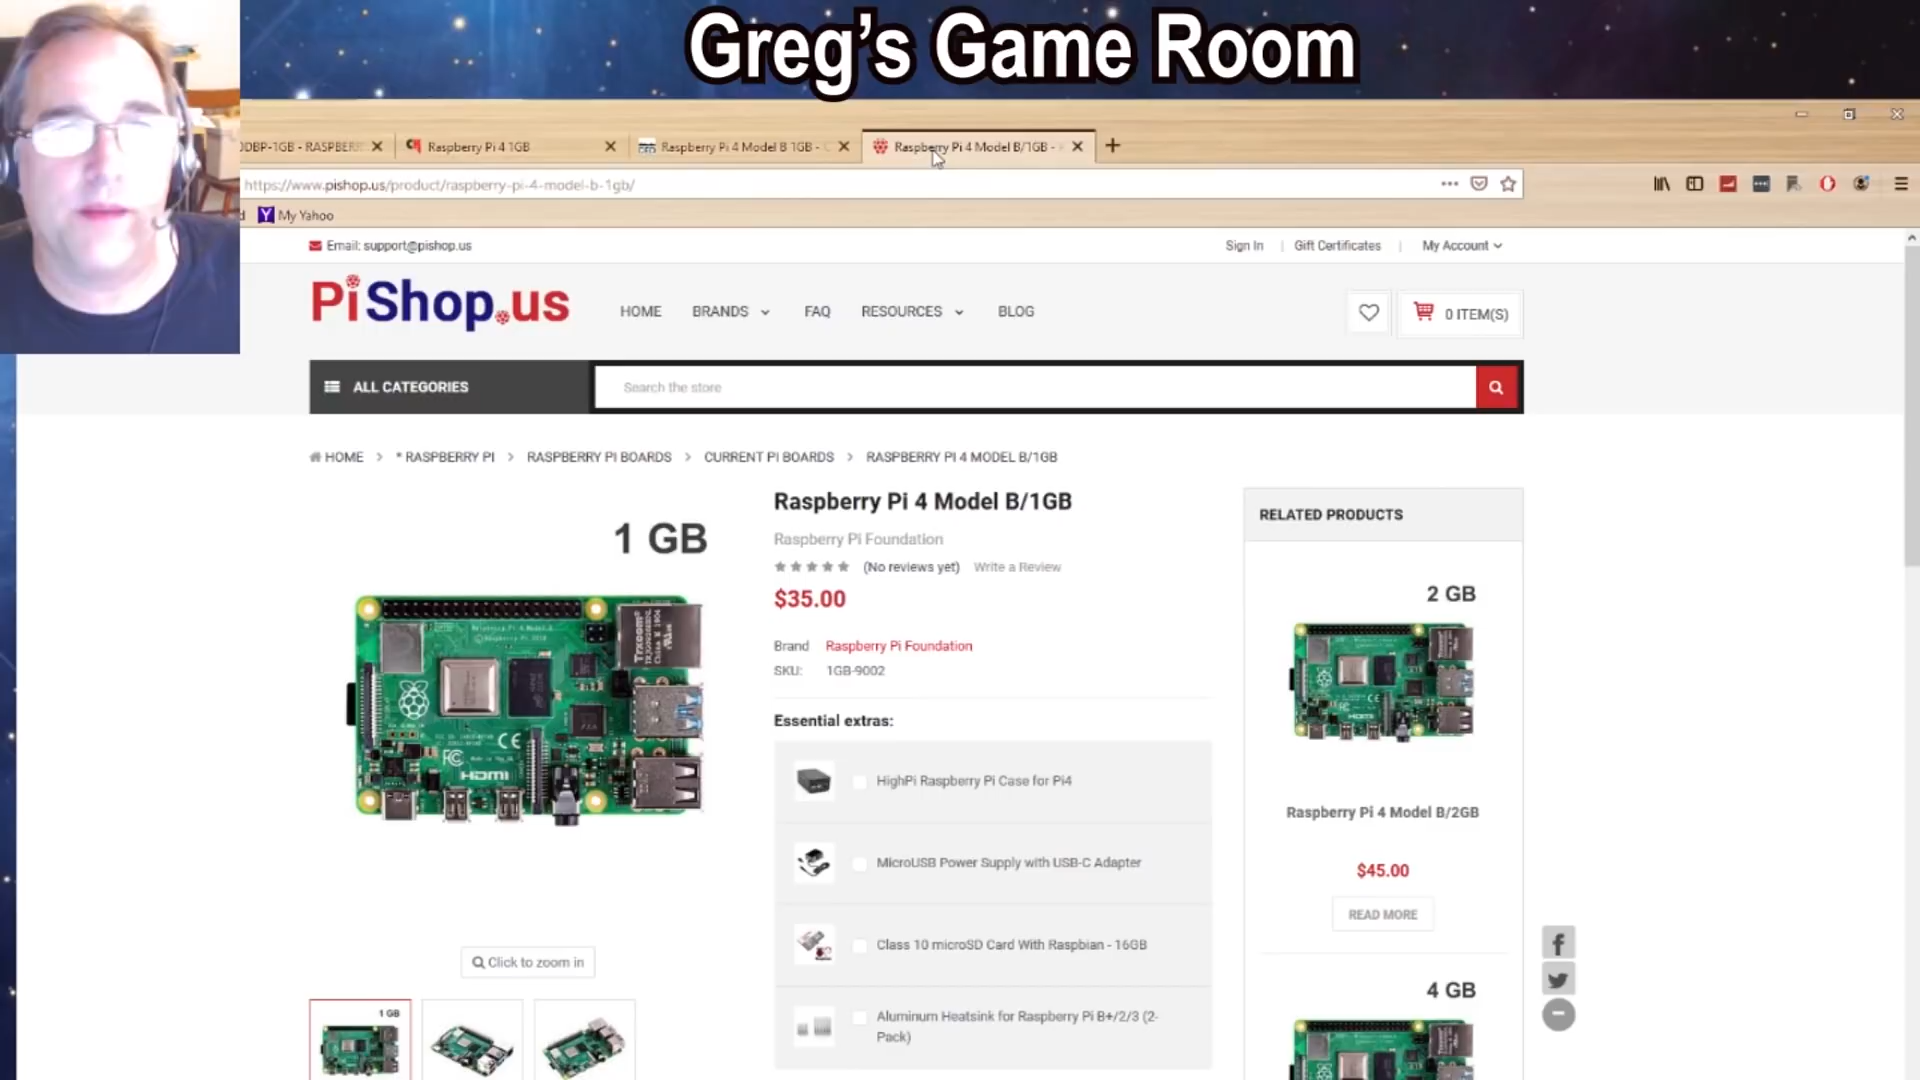 Greg's Game Room
DBP-1GB - RASPBERR
Raspberry Pi 4 1GB
Raspberry Pi 4 Model B 1GB -
Raspberry Pi 4 Model B/1GB -
https://www.pishop.us/product/raspberry-pi-4-model-b-1gb/
My Yahoo
Email: support@pishop.us
Sign In | Gift Certificates | My Account
PiShop.us
HOME BRANDS FAQ RESOURCES BLOG
0 ITEM(S)
ALL CATEGORIES
Search the store
HOME > * RASPBERRY PI > RASPBERRY PI BOARDS > CURRENT PI BOARDS > RASPBERRY PI 4 MODEL B/1GB
1 GB
HDMI
Raspberry Pi 4 Model B/1GB
Raspberry Pi Foundation
(No reviews yet) Write a Review
$35.00
Brand Raspberry Pi Foundation
SKU: 1GB-9002
Essential extras:
HighPi Raspberry Pi Case for Pi4
MicroUSB Power Supply with USB-C Adapter
Class 10 microSD Card With Raspbian - 16GB
Aluminum Heatsink for Raspberry Pi B+/2/3 (2-
Pack)
RELATED PRODUCTS
2 GB
Raspberry Pi 4 Model B/2GB
$45.00
READ MORE
4 GB
Click to zoom in
1 GB